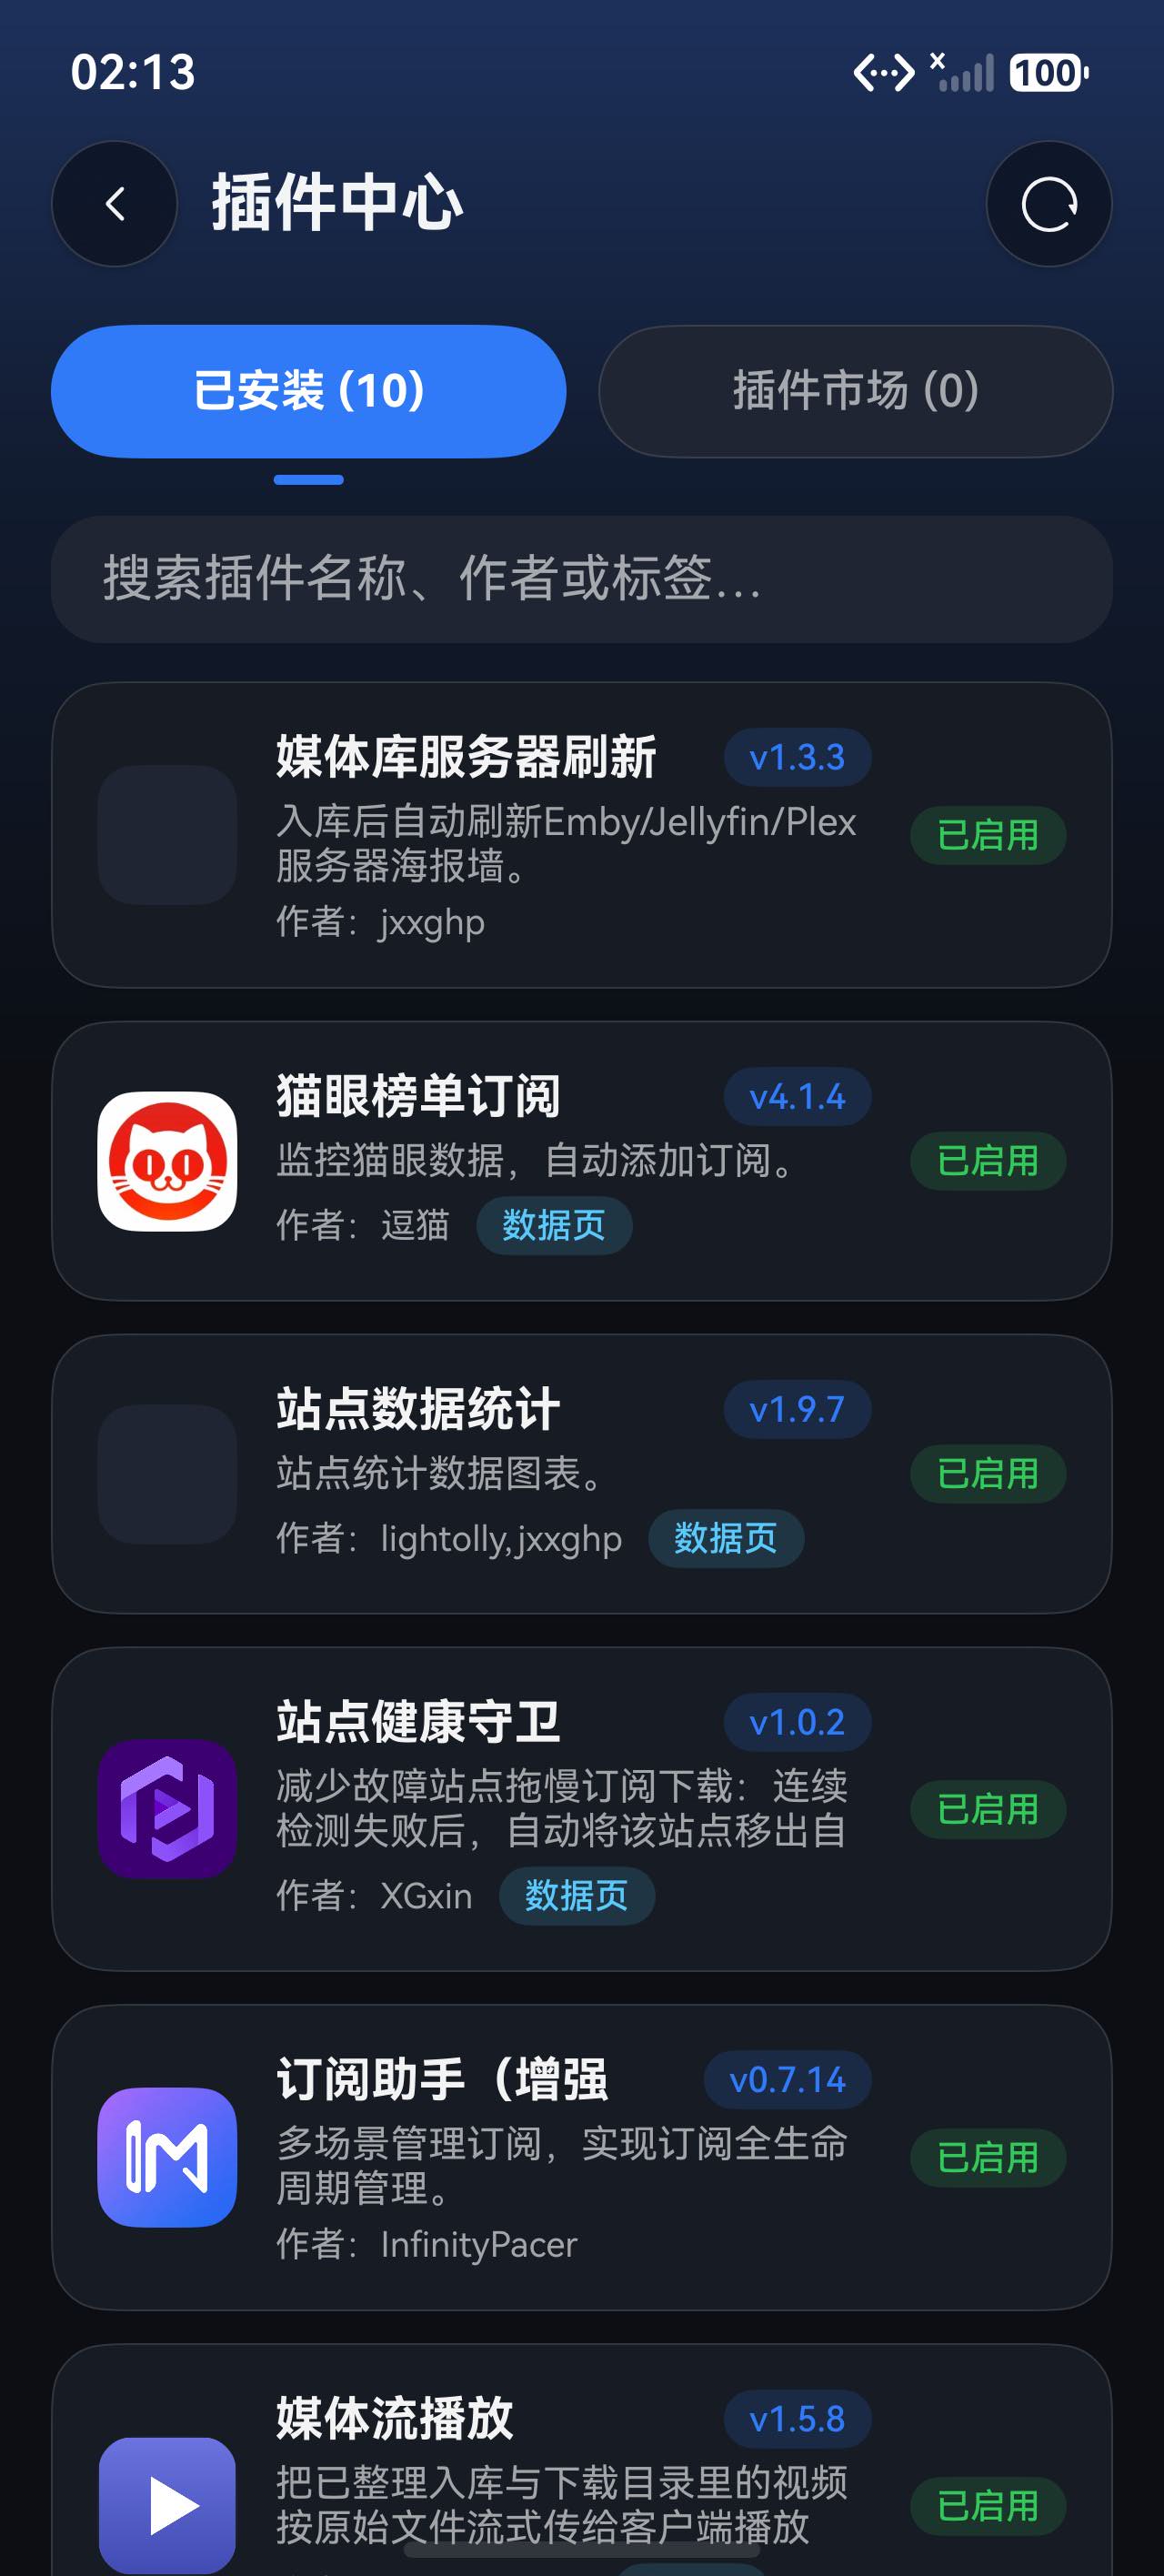 02:13
100
插件中心
已安装 (10)
插件市场 (0)
搜索插件名称、作者或标签...
媒体库服务器刷新
v1.3.3
入库后自动刷新Emby/Jellyfin/Plex
服务器海报墙。
作者：jxxghp
已启用
猫眼榜单订阅
v4.1.4
监控猫眼数据，自动添加订阅。
作者：逗猫
数据页
已启用
站点数据统计
v1.9.7
站点统计数据图表。
作者：lightolly,jxxghp
数据页
已启用
站点健康守卫
v1.0.2
减少故障站点拖慢订阅下载：连续
检测失败后，自动将该站点移出自
作者：XGxin
数据页
已启用
订阅助手（增强
v0.7.14
多场景管理订阅，实现订阅全生命
周期管理。
作者：InfinityPacer
已启用
媒体流播放
v1.5.8
把已整理入库与下载目录里的视频
按原始文件流式传给客户端播放
已启用